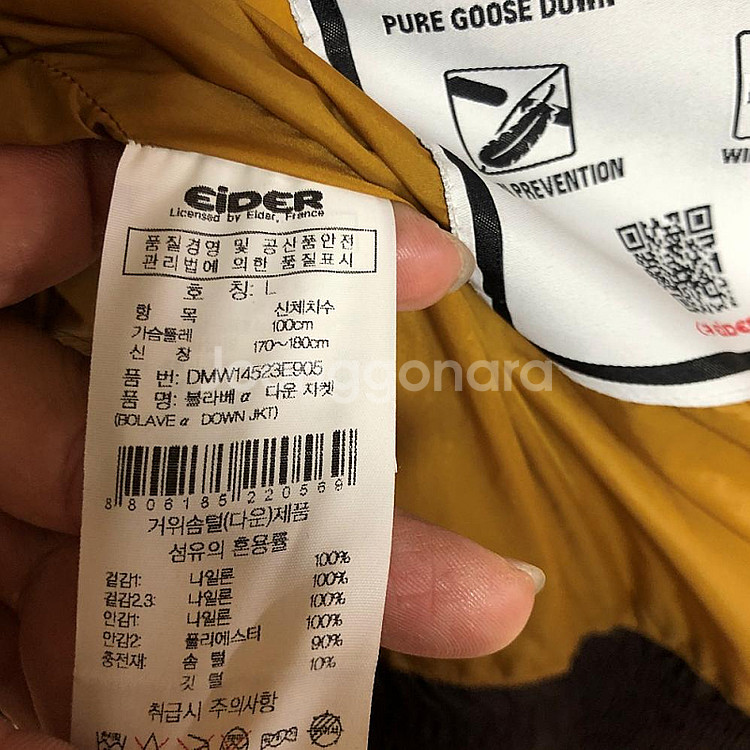 PURE GOOSE DOWN
PREVENTION
EiDER
EiDER
Licensed by Eider, France
품질경영 및 공산품안전
관리법에 의한 품질표시
호 칭: L
항 목 신체치수
가슴둘레 100cm
신 장 170~180cm
품 번: DMW14523E905
품 명: 볼라베 α 다운 자켓
(BOLAVE α DOWN JKT)
8806185220569
거위솜털(다운)제품
섬유의 혼용률
겉감1: 나일론 100%
겉감2,3: 나일론 100%
안감1: 나일론 100%
안감2: 폴리에스터 100%
충전재: 솜 털 90%
깃 털 10%
취급시 주의사항